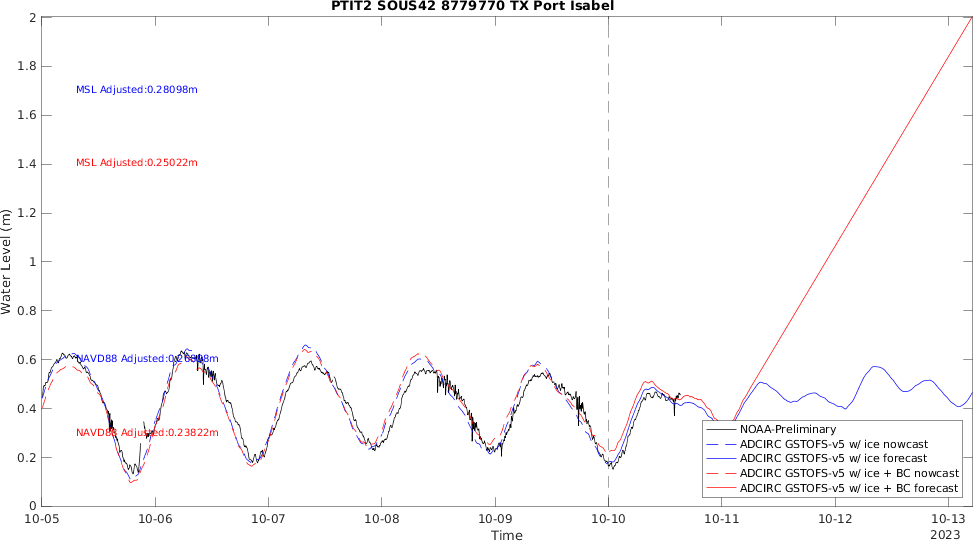 PTIT2 SOUS42 8779770 TX Port Isabel
2
1.8
1.6
1.4
1.2
1
0.8
0.6
0.4
0.2
0
Water Level (m)
MSL Adjusted:0.28098m
MSL Adjusted:0.25022m
NAVD88 Adjusted:
NAVD88 Adjusted:0.23822m
NOAA-Preliminary
ADCIRC GSTOFS-v5 w/ ice nowcast
ADCIRC GSTOFS-v5 w/ ice forecast
ADCIRC GSTOFS-v5 w/ ice + BC nowcast
ADCIRC GSTOFS-v5 w/ ice + BC forecast
10-05 10-06 10-07 10-08 10-09 10-10 10-11 10-12 10-13
Time
2023